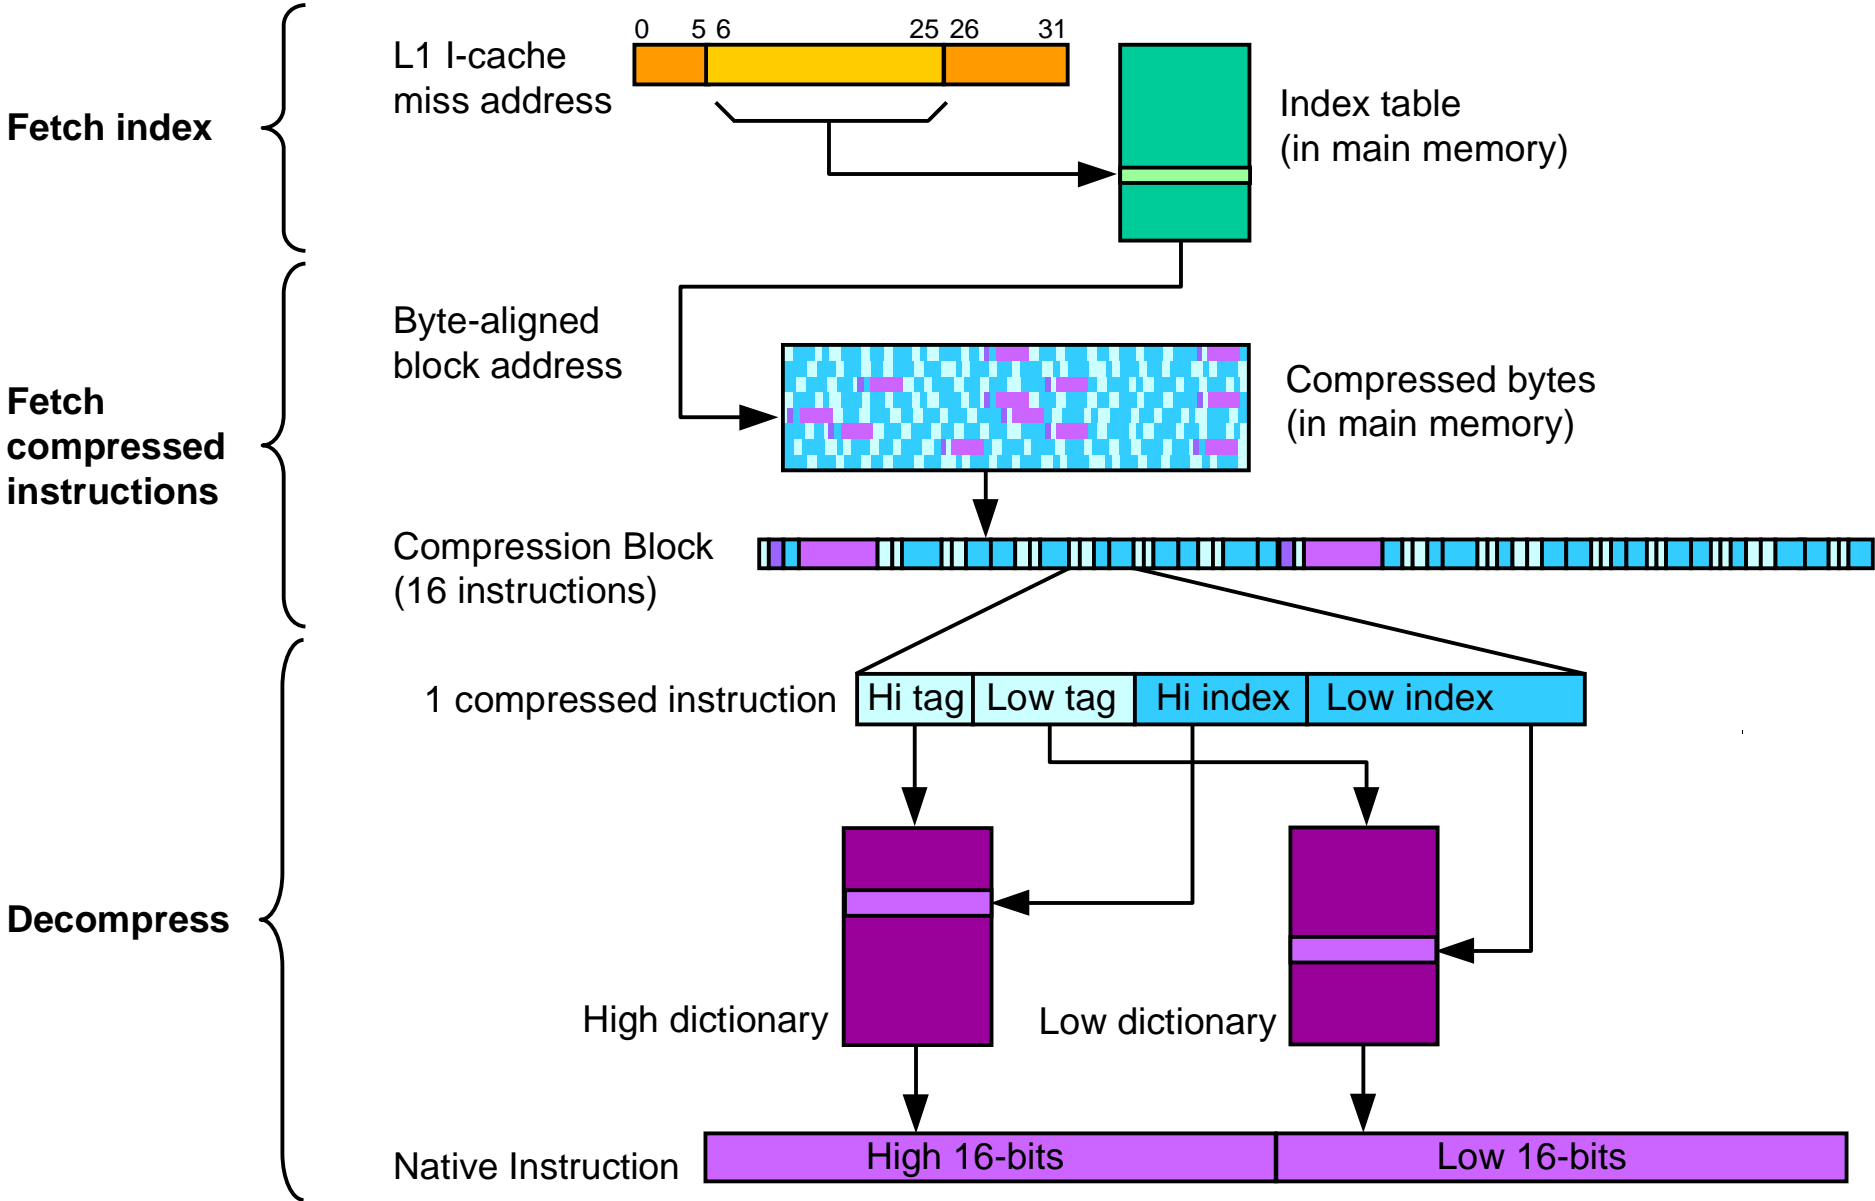 0 5 6 25 26 31
L1 I-cache
miss address
Fetch index
Index table
(in main memory)
Byte-aligned
block address
Fetch
compressed
instructions
Compressed bytes
(in main memory)
Compression Block
(16 instructions)
1 compressed instruction
Hi tag Low tag Hi index Low index
Decompress
High dictionary
Low dictionary
Native Instruction
High 16-bits Low 16-bits